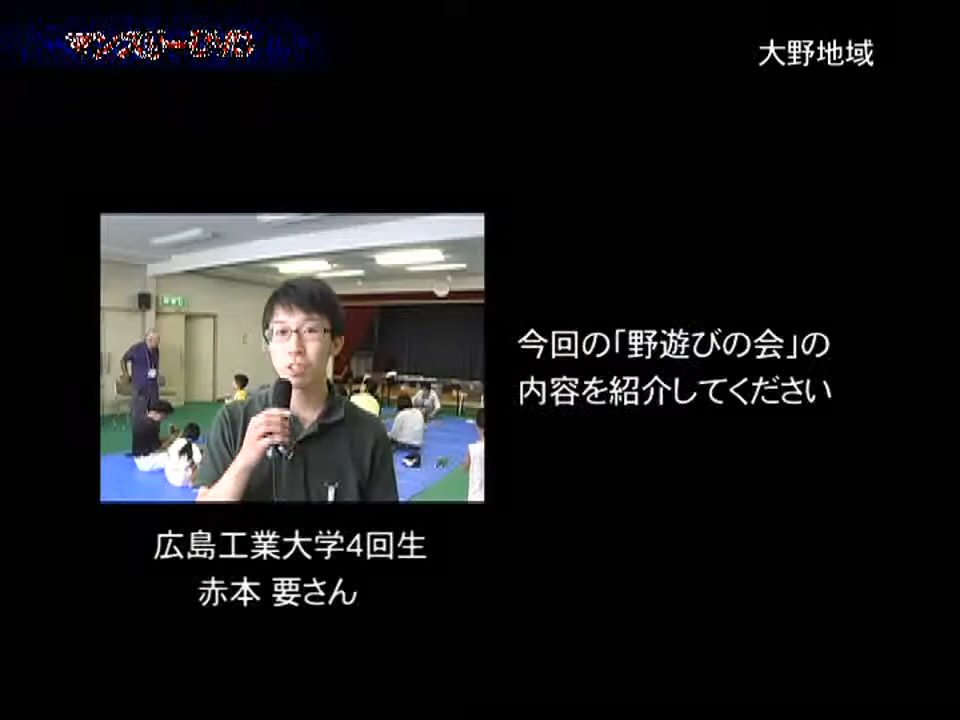 大野地域
今回の「野遊びの会」の
内容を紹介してください
広島工業大学4回生
赤本 要さん